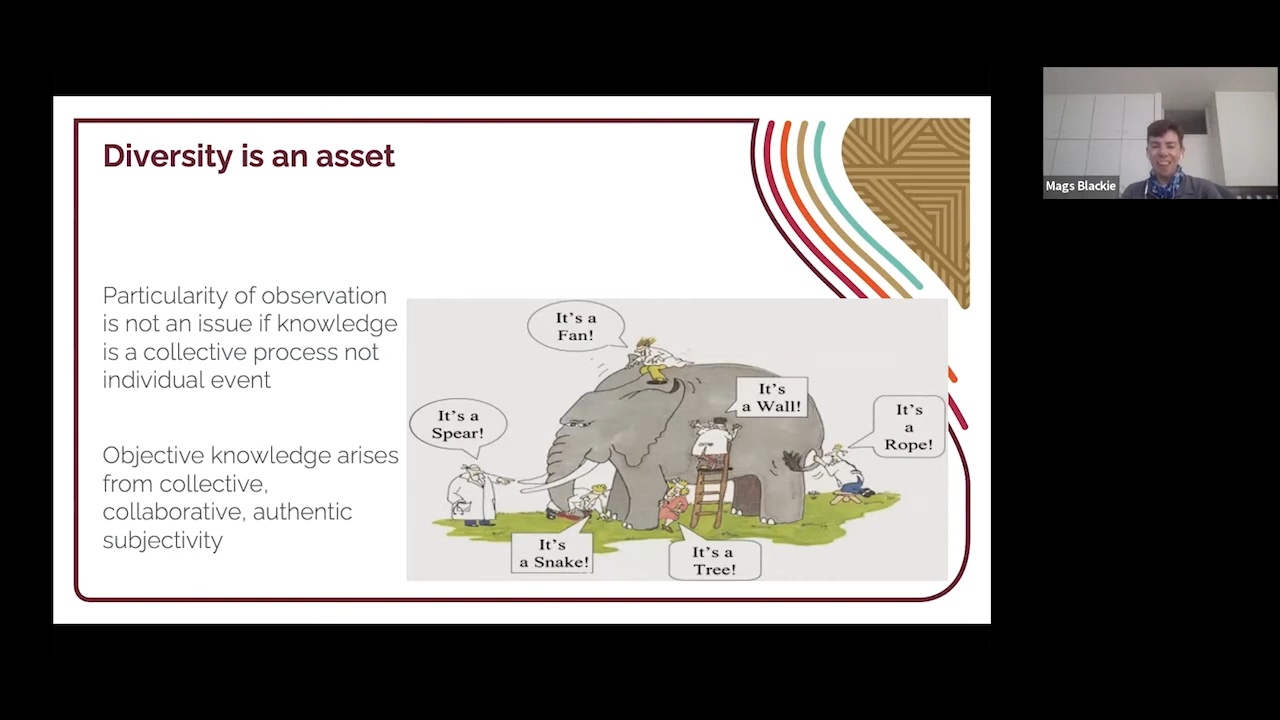 Diversity is an asset
Particularity of observation
is not an issue if knowledge
is a collective process not
individual event
Objective knowledge arises
from collective,
collaborative, authentic
subjectivity
It's a
Fan!
It's
a Wall!
It's a
Spear!
It's
a
Rope!
It's
a Snake!
It's a
Tree!
Mags Blackie